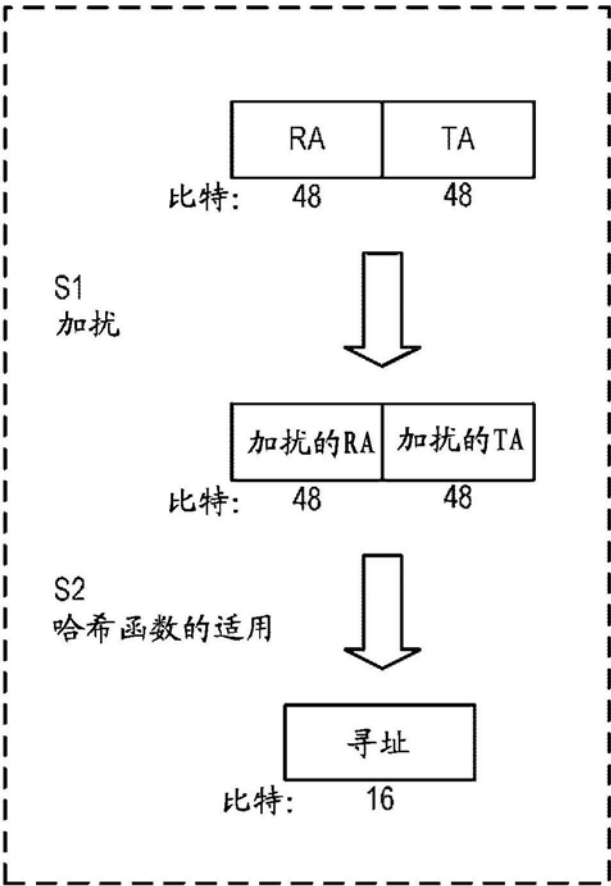 RA TA
比特: 48 48
S1
加扰
加扰的RA 加扰的TA
比特: 48 48
S2
哈希函数的适用
寻址
比特: 16